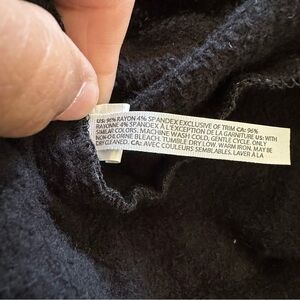 US: 96% RAYON 4% SPANDEX EXCLUSIVE OF TRIM CA: 96%
RAYONNE 4% SPANDEX À L'EXCEPTION DE LA GARNITURE US: WITH
SIMILAR COLORS. MACHINE WASH COLD, GENTLE CYCLE. ONLY
NON-CHLORINE BLEACH. TUMBLE DRY LOW. WARM IRON. MAY BE
DRY CLEANED. CA: AVEC COULEURS SEMBLABLES. LAVER À LA